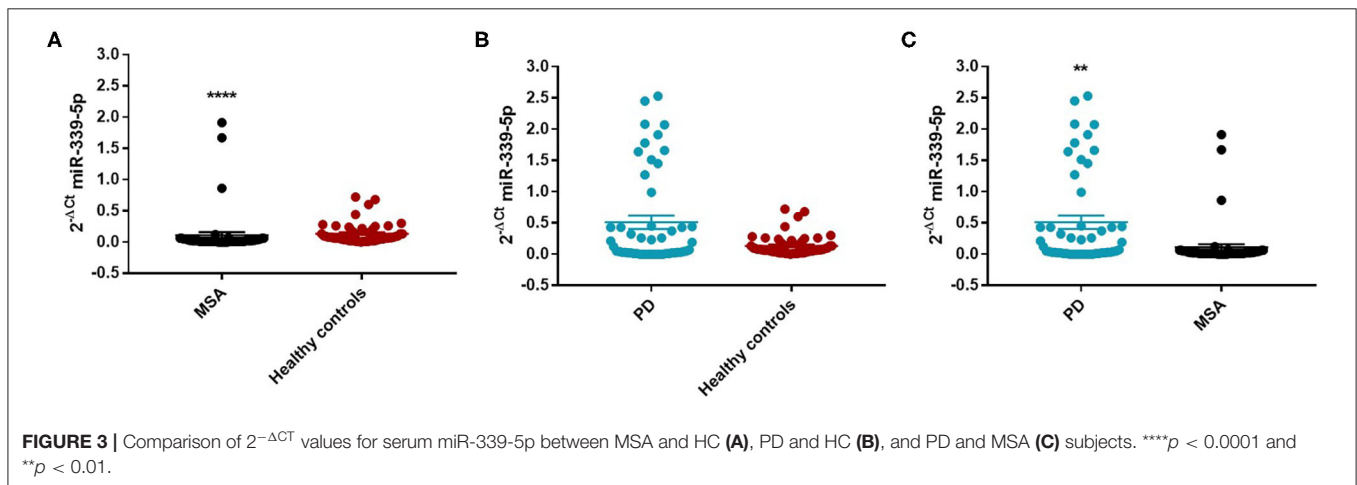 A
B
C
3.0
2.5
2.0
1.5
1.0
0.5
0.0
-0.5
2^-ΔCt miR-339-5p
****
MSA
Healthy controls
3.0
2.5
2.0
1.5
1.0
0.5
0.0
-0.5
2^-ΔCt miR-339-5p
PD
Healthy controls
3.0
2.5
2.0
1.5
1.0
0.5
0.0
-0.5
2^-ΔCt miR-339-5p
**
PD
MSA
FIGURE 3 | Comparison of 2^−ΔCT values for serum miR-339-5p between MSA and HC (A), PD and HC (B), and PD and MSA (C) subjects. ****p < 0.0001 and
**p < 0.01.